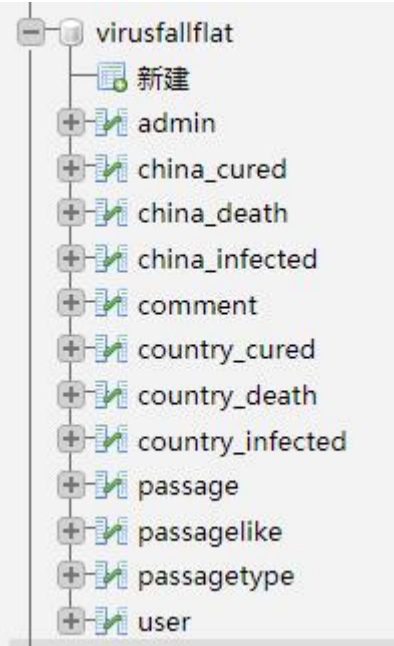 virusfallflat
新建
admin
china_cured
china_death
china_infected
comment
country_cured
country_death
country_infected
passage
passagelike
passagetype
user